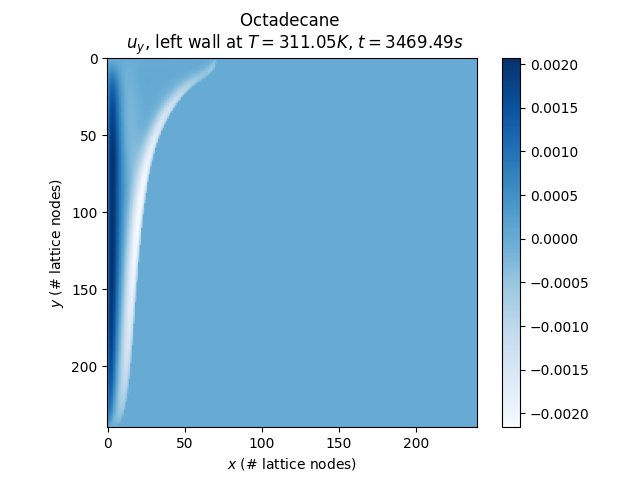 Octadecane
u_y, left wall at T = 311.05K, t = 3469.49s
0
50
100
150
200
y (# lattice nodes)
0 50 100 150 200
x (# lattice nodes)
0.0020
0.0015
0.0010
0.0005
0.0000
−0.0005
−0.0010
−0.0015
−0.0020